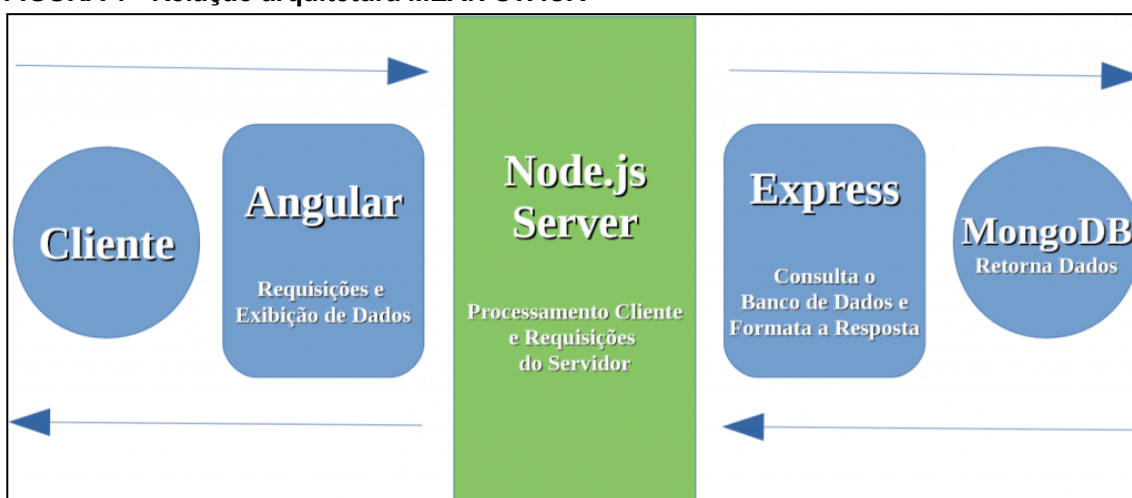 Cliente
Angular
Requisições e
Exibição de Dados
Node.js
Server
Processamento Cliente
e Requisições
do Servidor
Express
Consulta o
Banco de Dados e
Formata a Resposta
MongoDB
Retorna Dados